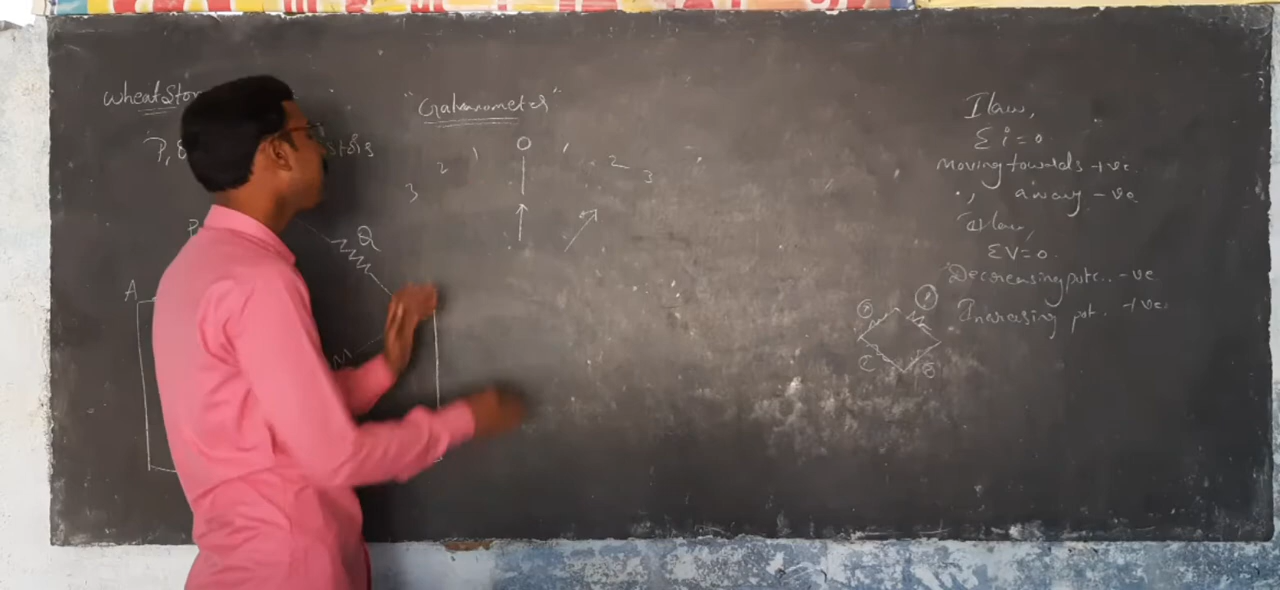 WheatSton
P, stors
Q
A
M
"Galvanometer"
3 2 1 0 1 2 3
I law,
Σ i = 0.
moving towards +ve.
" away -ve
II law,
ΣV=0.
Decreasing pote.. -ve
Increasing pot. +ve
P
Q
C